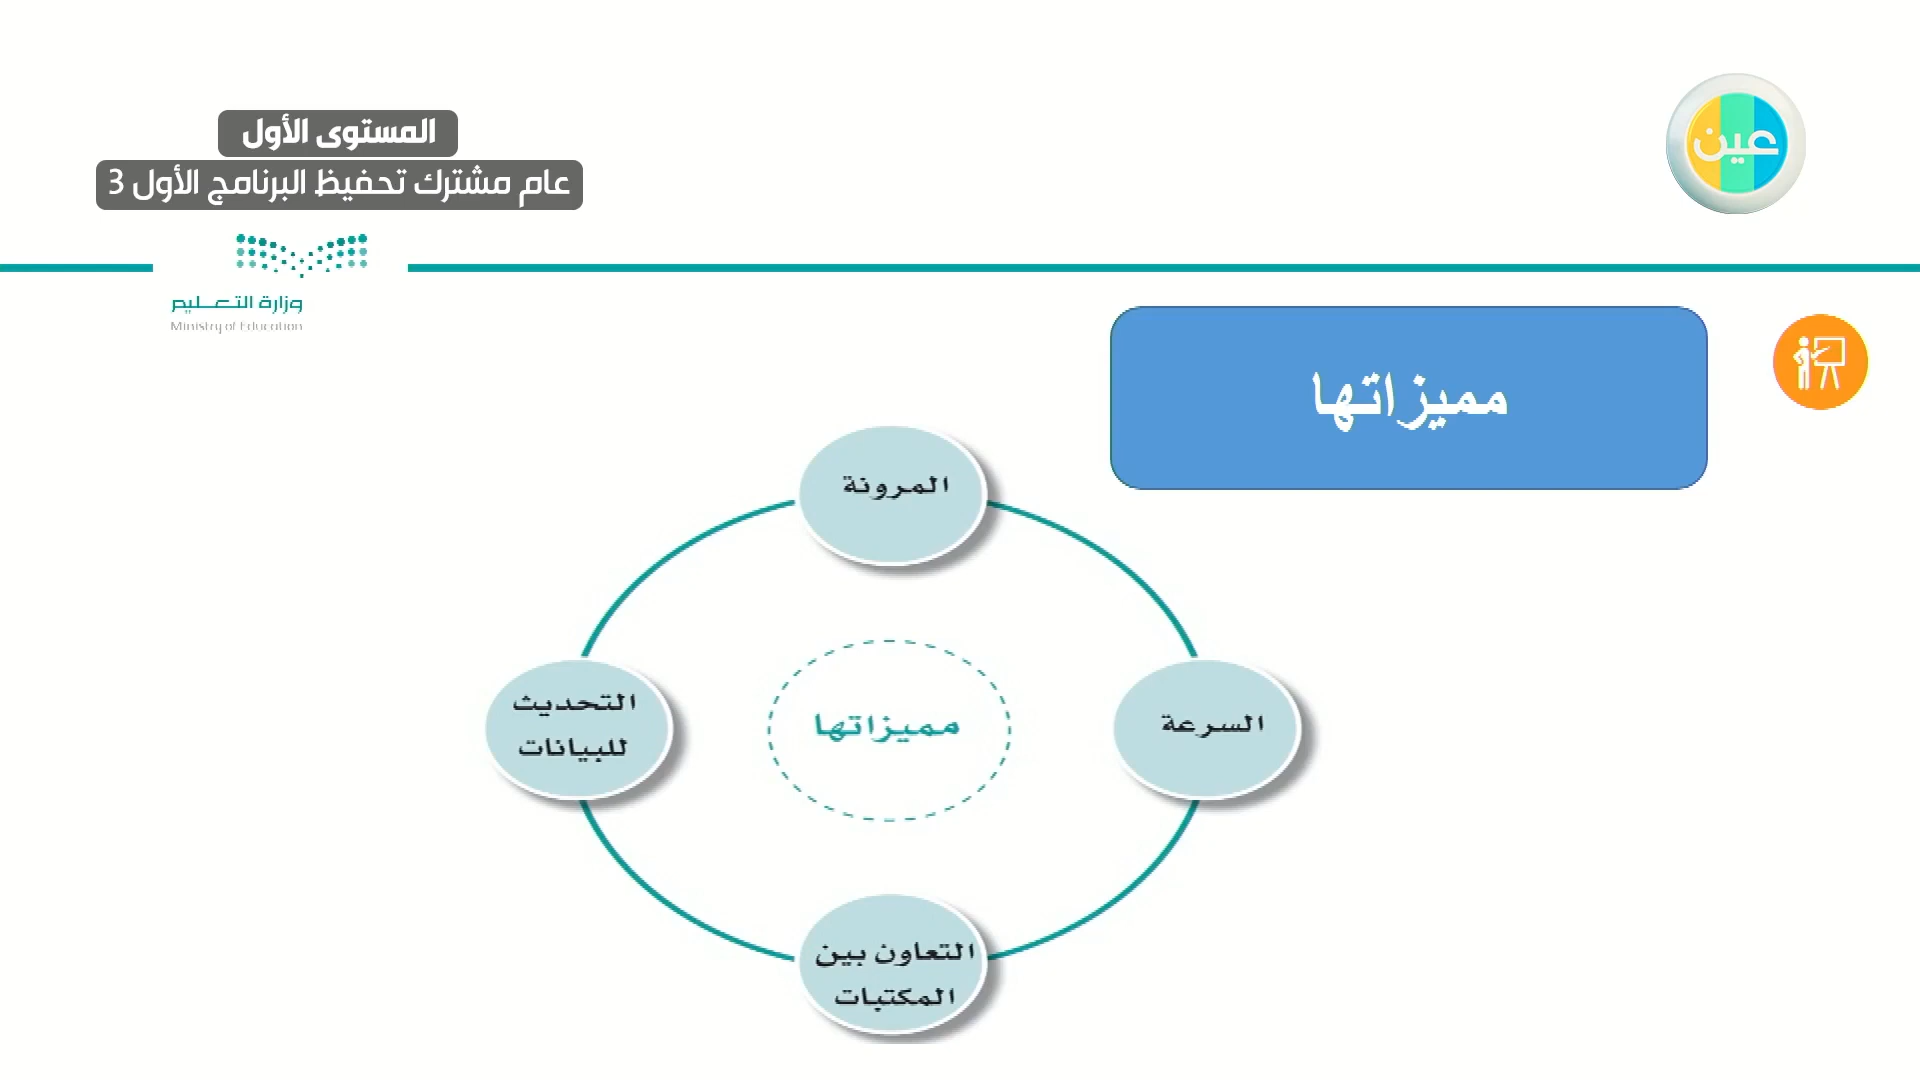 عين
المستوى الأول
عام مشترك تحفيظ البرنامج الأول 3
وزارة التعليم
Ministry of Education
مميزاتها
المرونة
السرعة
مميزاتها
التحديث
للبيانات
التعاون بين
المكتبات